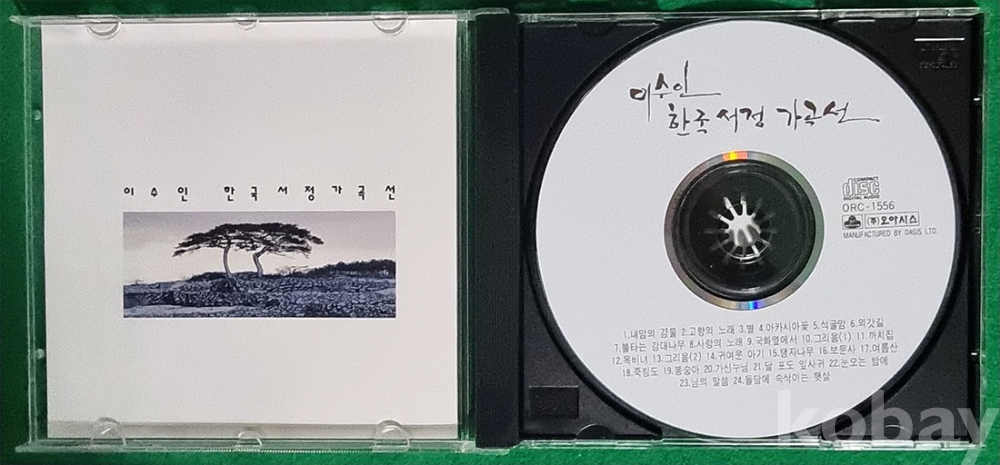 이수인 한국서정가곡선
이수인
한국서정 가곡선
COMPACT
disc
DIGITAL AUDIO
ORC-1556
(주)오아시스
MANUFACTURED BY OASIS LTD.
1.내맘의 강물 2.고향의 노래 3.별 4.아카시아꽃 5.석굴암 6.외갓길
7.불타는 강대나무 8.사랑의 노래 9.국화옆에서 10.그리움(1) 11.까치집
12.옥비녀 13.그리움(2) 14.귀여운 아기 15.탱자나무 16.보문사 17.여름산
18.죽림도 19.봉숭아 20.가신누님 21.달 포도 잎사귀 22.눈오는 밤에
23.님의 말씀 24.돌담에 속삭이는 햇살
kobay